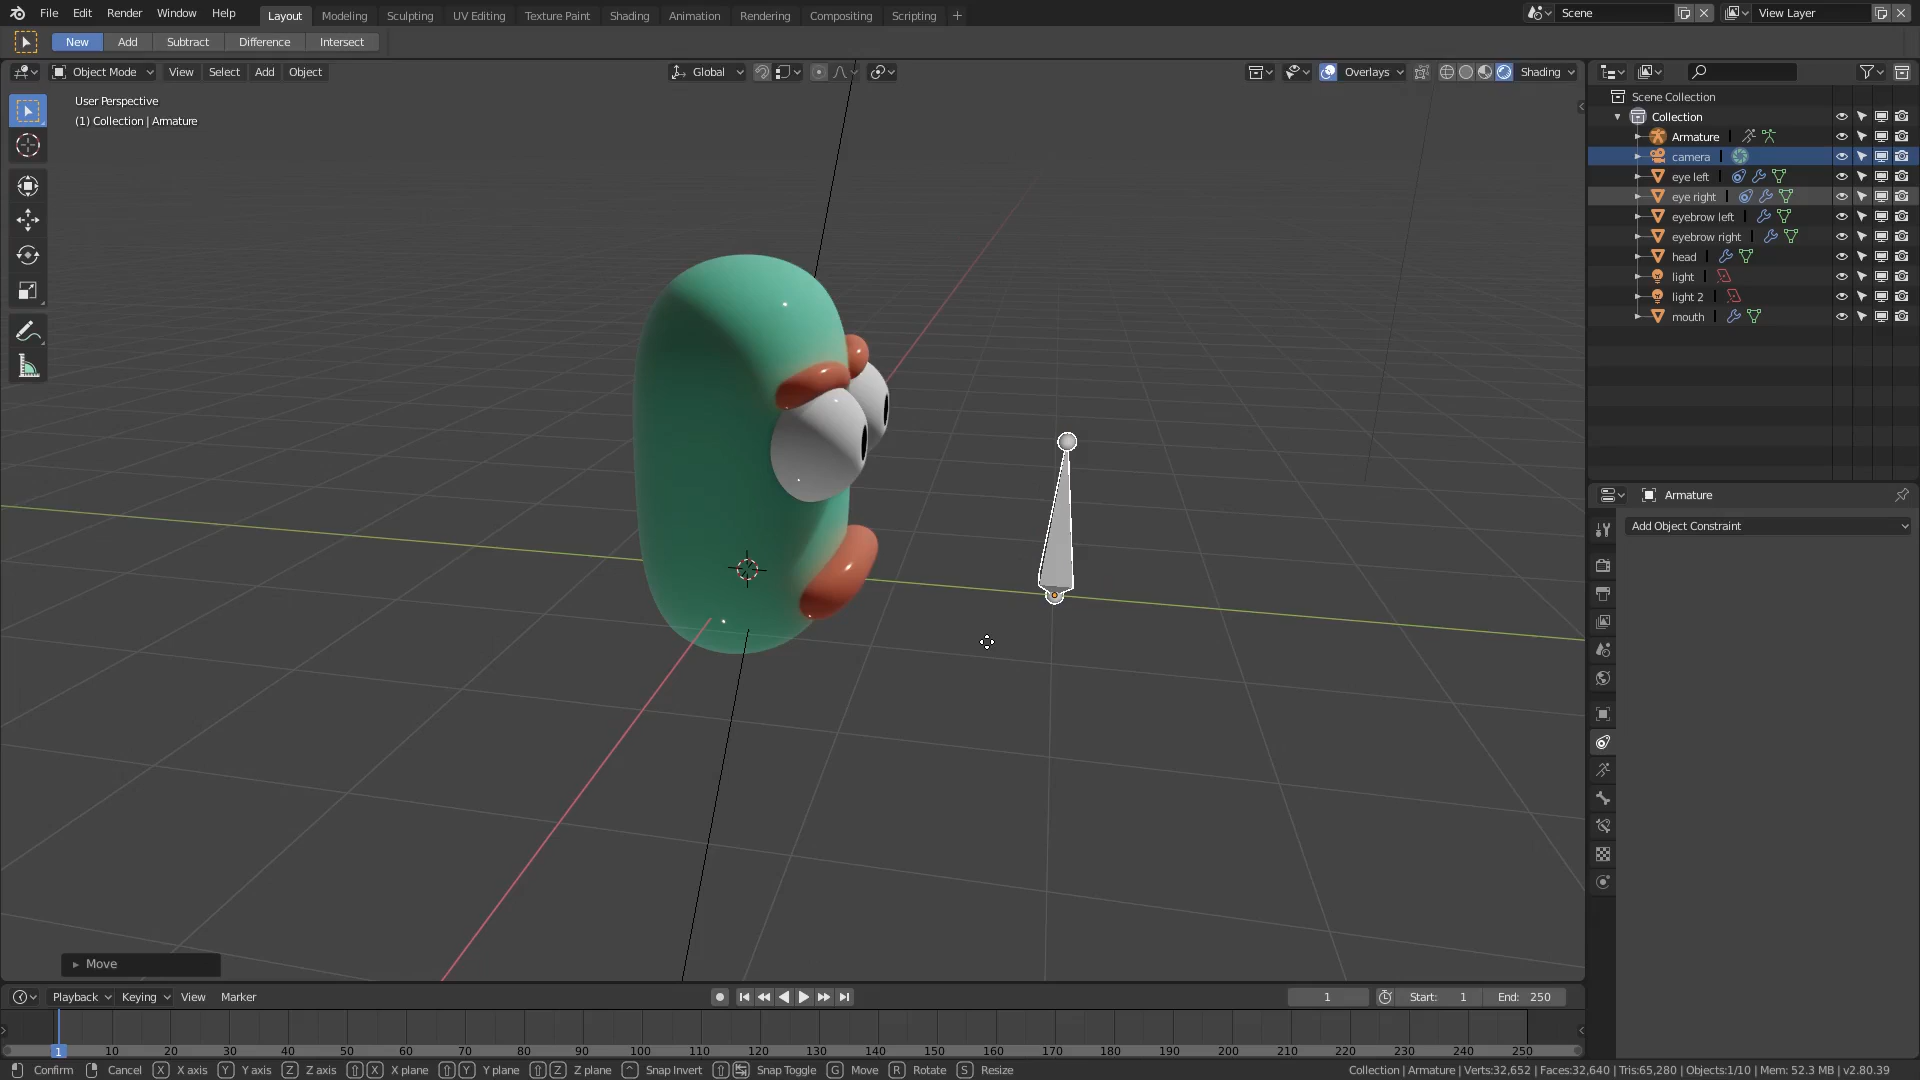 File Edit Render Window Help Layout Modeling Sculpting UV Editing Texture Paint Shading Animation Rendering Compositing Scripting Scene View Layer
New Add Subtract Difference Intersect
Object Mode View Select Add Object Global Overlays Shading
User Perspective
(1) Collection | Armature
Scene Collection
Collection
Armature
camera
eye left
eye right
eyebrow left
eyebrow right
head
light
light 2
mouth
Armature
Add Object Constraint
Move
Playback Keying View Marker 1 Start: 1 End: 250
1 10 20 30 40 50 60 70 80 90 100 110 120 130 140 150 160 170 180 190 200 210 220 230 240 250
Confirm Cancel X X axis Y Y axis Z Z axis X X plane Y Y plane Z Z plane Snap Invert Snap Toggle G Move R Rotate S Resize Collection | Armature | Verts:32,652 | Faces:32,640 | Tris:65,280 | Objects:1/10 | Mem: 52.3 MB | v2.80.39